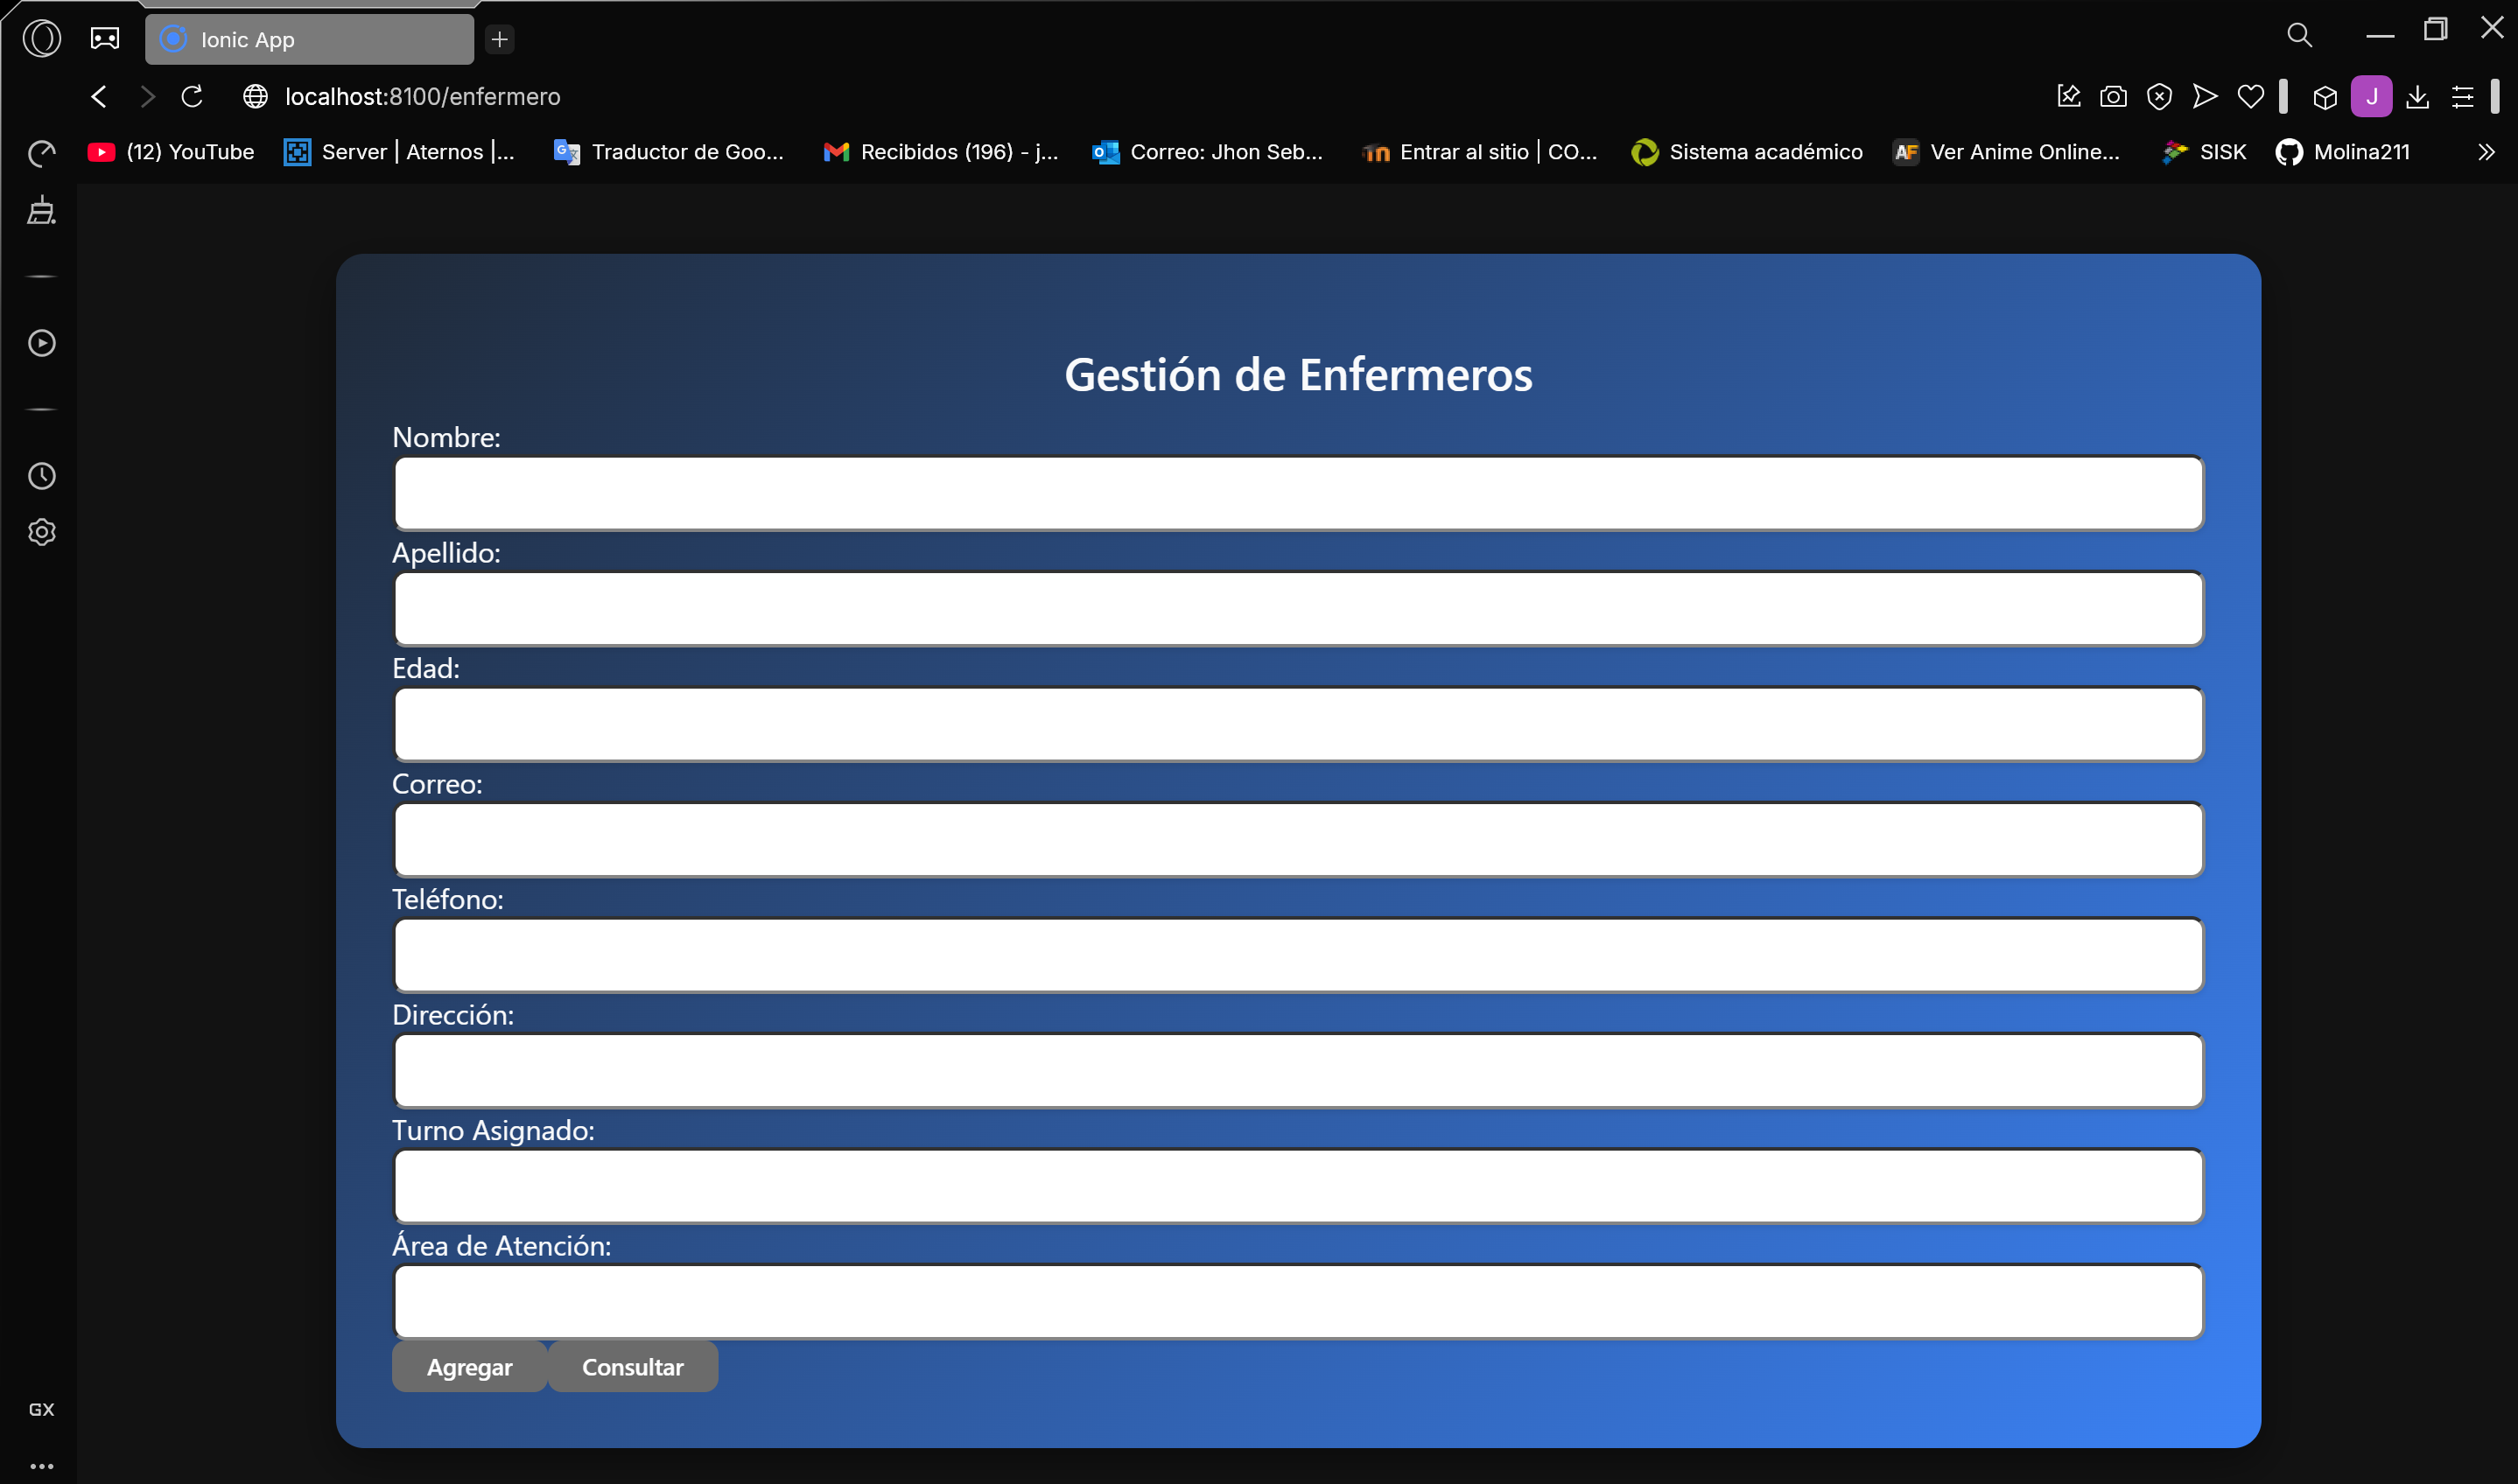 Ionic App
localhost:8100/enfermero
J
(12) YouTube
Server | Aternos |...
Traductor de Goo...
Recibidos (196) - j...
Correo: Jhon Seb...
Entrar al sitio | CO...
Sistema académico
AF
Ver Anime Online...
SISK
Molina211
Gestión de Enfermeros
Nombre:
Apellido:
Edad:
Correo:
Teléfono:
Dirección:
Turno Asignado:
Área de Atención:
Agregar
Consultar
GX